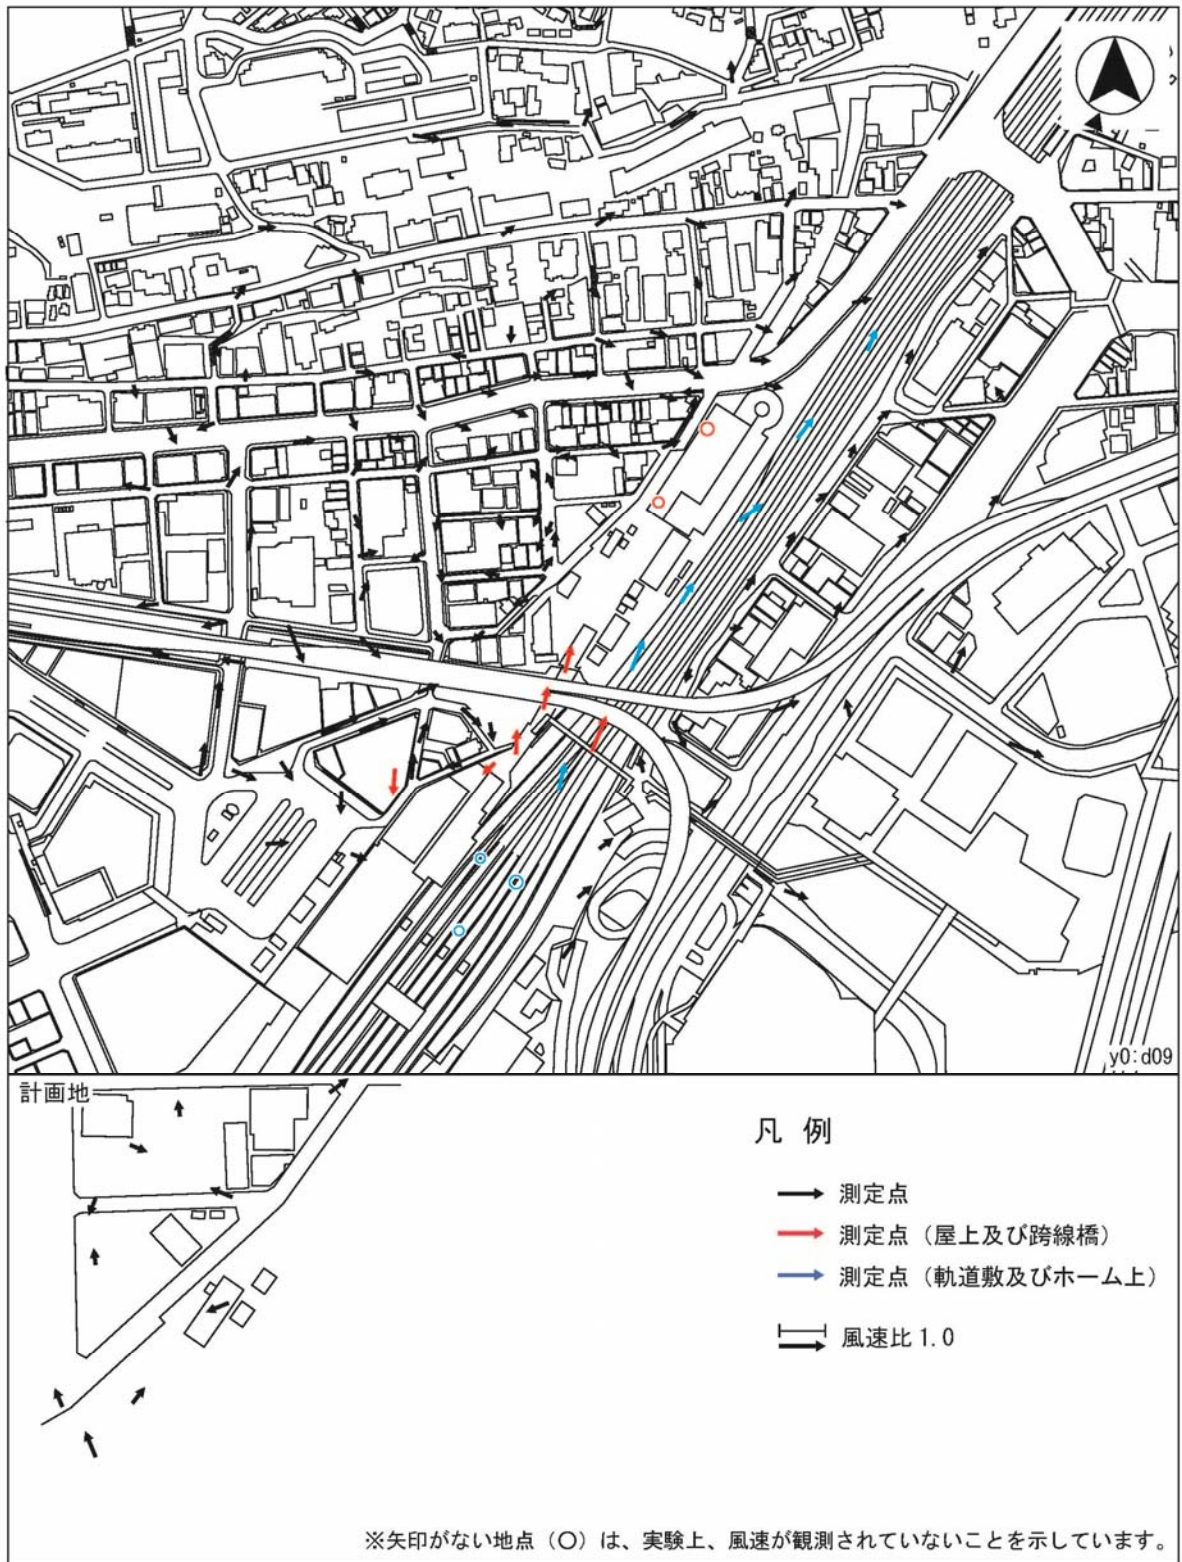 y0:d09
計画地
凡 例
測定点
測定点（屋上及び跨線橋）
測定点（軌道敷及びホーム上）
風速比 1.0
※矢印がない地点（○）は、実験上、風速が観測されていないことを示しています。